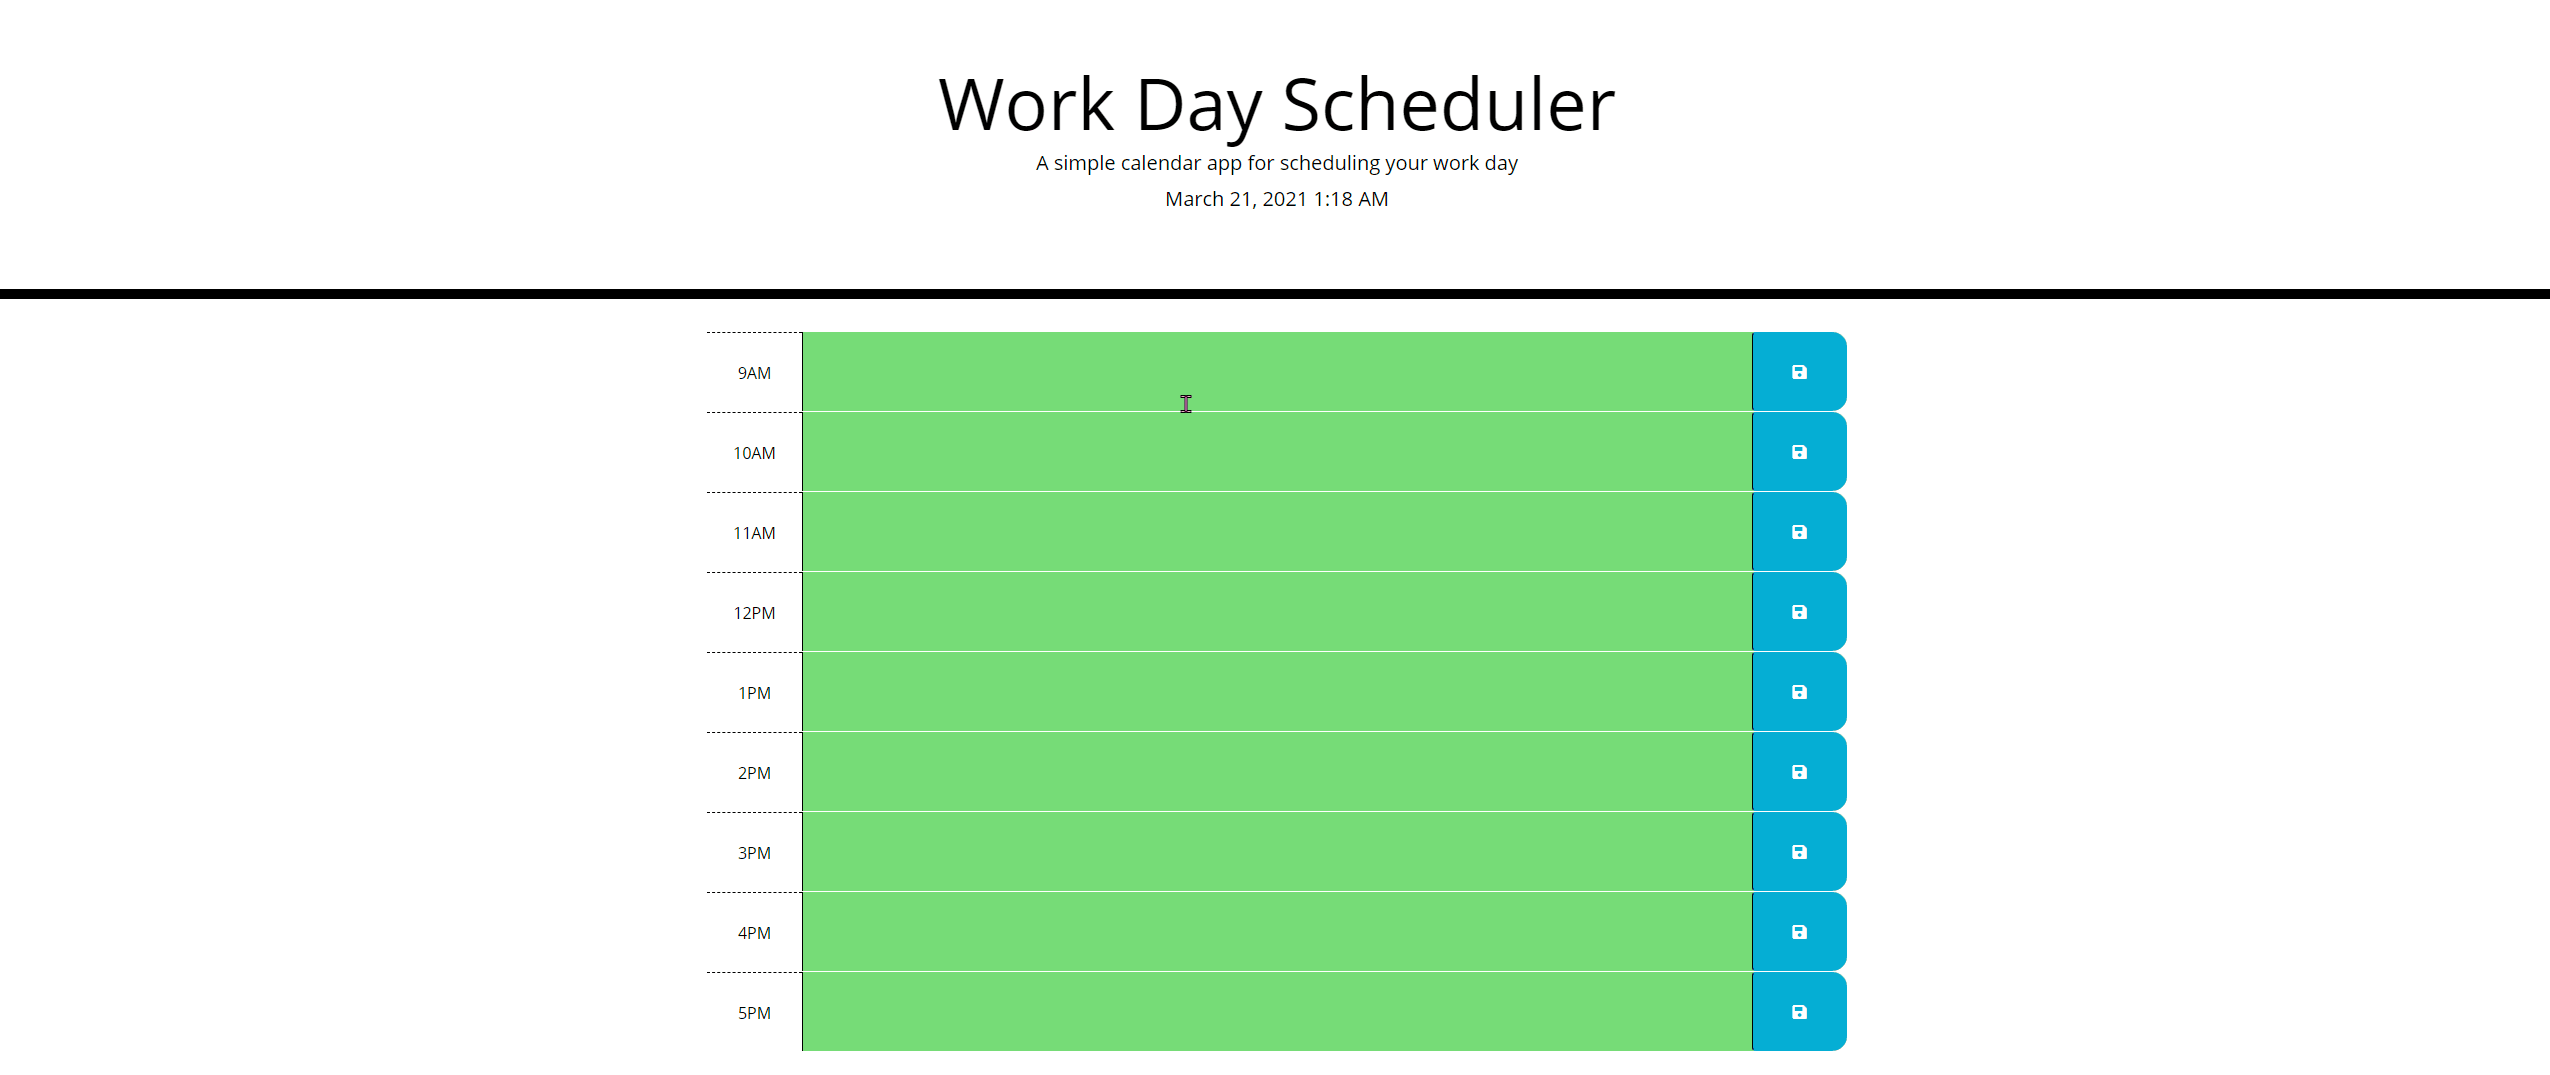 Work Day Scheduler
A simple calendar app for scheduling your work day
March 21, 2021 1:18 AM
9AM
10AM
11AM
12PM
1PM
2PM
3PM
4PM
5PM